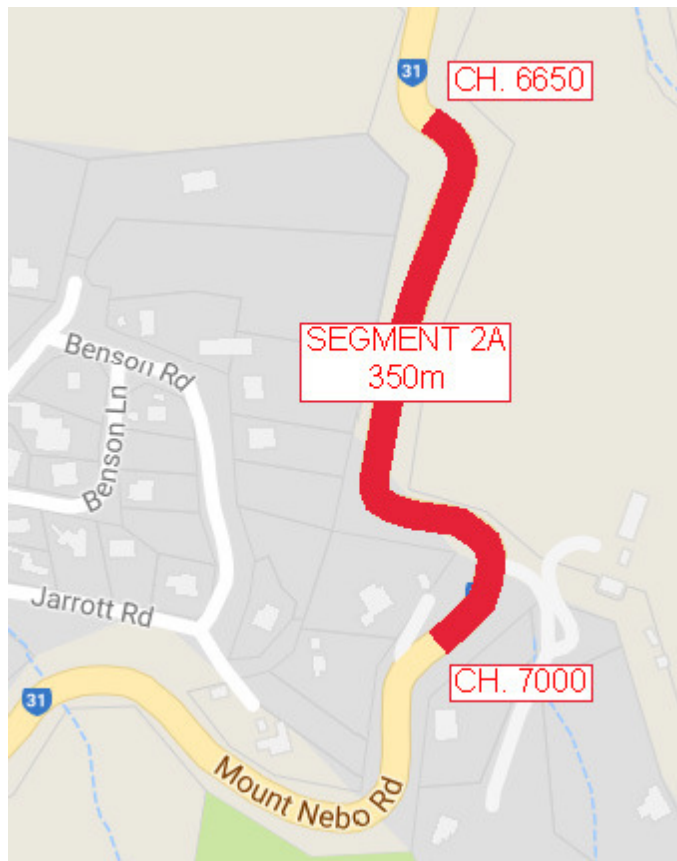 31
CH. 6650
SEGMENT 2A
350m
Benson Rd
Benson Ln
Jarrott Rd
CH. 7000
31
Mount Nebo Rd